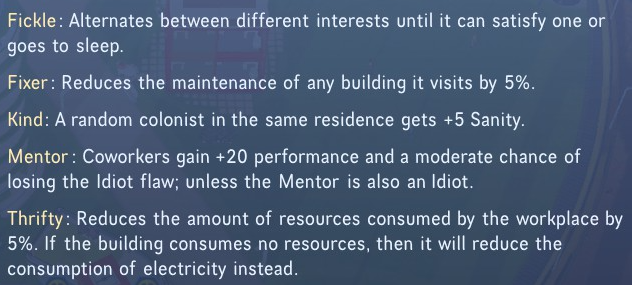 Fickle: Alternates between different interests until it can satisfy one or
goes to sleep.
Fixer: Reduces the maintenance of any building it visits by 5%.
Kind: A random colonist in the same residence gets +5 Sanity.
Mentor: Coworkers gain +20 performance and a moderate chance of
losing the Idiot flaw; unless the Mentor is also an Idiot.
Thrifty: Reduces the amount of resources consumed by the workplace by
5%. If the building consumes no resources, then it will reduce the
consumption of electricity instead.